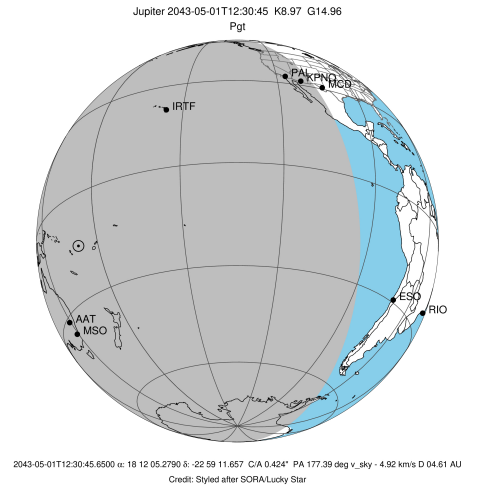 Jupiter 2043-05-01T12:30:45 K8.97 G14.96
Pgt
PAL
KPNO
MCD
IRTF
ESO
RIO
AAT
MSO
2043-05-01T12:30:45.6500 α: 18 12 05.2790 δ: -22 59 11.657 C/A 0.424" PA 177.39 deg v_sky - 4.92 km/s D 04.61 AU
Credit: Styled after SORA/Lucky Star